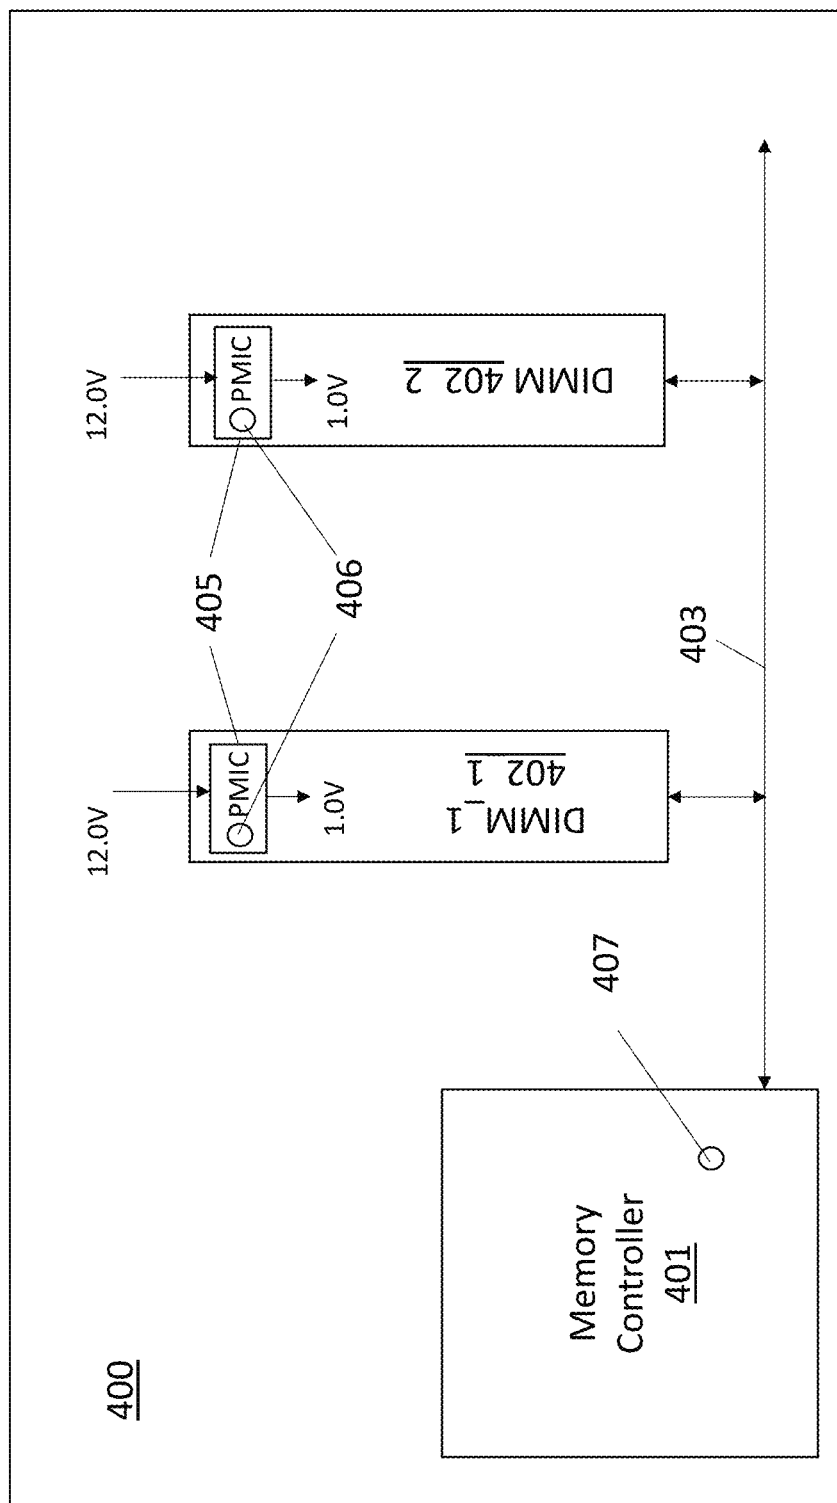 400
Memory
Controller
401
407
403
12.0V
PMIC
1.0V
DIMM_1
402_1
405
406
12.0V
PMIC
1.0V
DIMM 402_2